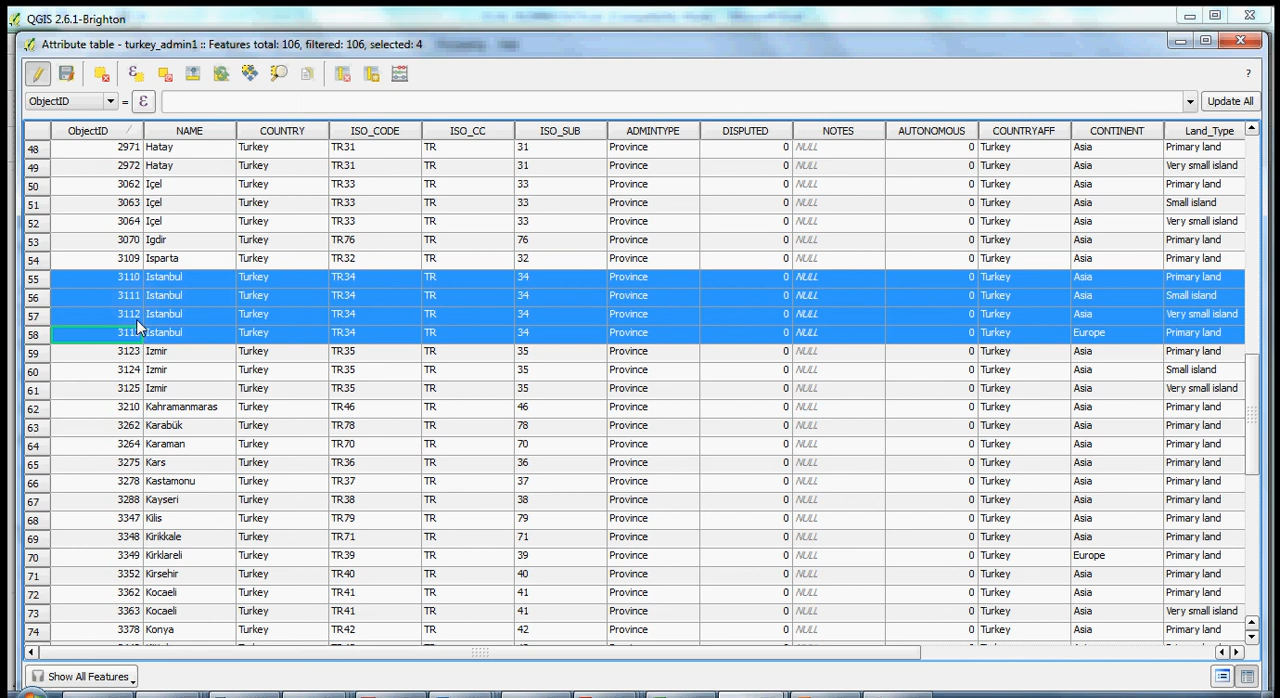 QGIS 2.6.1-Brighton
Attribute table - turkey_admin1 :: Features total: 106, filtered: 106, selected: 4
?
ObjectID = ε Update All
ObjectID NAME COUNTRY ISO_CODE ISO_CC ISO_SUB ADMINTYPE DISPUTED NOTES AUTONOMOUS COUNTRYAFF CONTINENT Land_Type
48 2971 Hatay Turkey TR31 TR 31 Province 0 NULL 0 Turkey Asia Primary land
49 2972 Hatay Turkey TR31 TR 31 Province 0 NULL 0 Turkey Asia Very small island
50 3062 Içel Turkey TR33 TR 33 Province 0 NULL 0 Turkey Asia Primary land
51 3063 Içel Turkey TR33 TR 33 Province 0 NULL 0 Turkey Asia Small island
52 3064 Içel Turkey TR33 TR 33 Province 0 NULL 0 Turkey Asia Very small island
53 3070 Igdir Turkey TR76 TR 76 Province 0 NULL 0 Turkey Asia Primary land
54 3109 Isparta Turkey TR32 TR 32 Province 0 NULL 0 Turkey Asia Primary land
55 3110 Istanbul Turkey TR34 TR 34 Province 0 NULL 0 Turkey Asia Primary land
56 3111 Istanbul Turkey TR34 TR 34 Province 0 NULL 0 Turkey Asia Small island
57 3112 Istanbul Turkey TR34 TR 34 Province 0 NULL 0 Turkey Asia Very small island
58 Istanbul Turkey TR34 TR 34 Province 0 NULL 0 Turkey Europe Primary land
59 3123 Izmir Turkey TR35 TR 35 Province 0 NULL 0 Turkey Asia Primary land
60 3124 Izmir Turkey TR35 TR 35 Province 0 NULL 0 Turkey Asia Small island
61 3125 Izmir Turkey TR35 TR 35 Province 0 NULL 0 Turkey Asia Very small island
62 3210 Kahramanmaras Turkey TR46 TR 46 Province 0 NULL 0 Turkey Asia Primary land
63 3262 Karabük Turkey TR78 TR 78 Province 0 NULL 0 Turkey Asia Primary land
64 3264 Karaman Turkey TR70 TR 70 Province 0 NULL 0 Turkey Asia Primary land
65 3275 Kars Turkey TR36 TR 36 Province 0 NULL 0 Turkey Asia Primary land
66 3278 Kastamonu Turkey TR37 TR 37 Province 0 NULL 0 Turkey Asia Primary land
67 3288 Kayseri Turkey TR38 TR 38 Province 0 NULL 0 Turkey Asia Primary land
68 3347 Kilis Turkey TR79 TR 79 Province 0 NULL 0 Turkey Asia Primary land
69 3348 Kirikkale Turkey TR71 TR 71 Province 0 NULL 0 Turkey Asia Primary land
70 3349 Kirklareli Turkey TR39 TR 39 Province 0 NULL 0 Turkey Europe Primary land
71 3352 Kirsehir Turkey TR40 TR 40 Province 0 NULL 0 Turkey Asia Primary land
72 3362 Kocaeli Turkey TR41 TR 41 Province 0 NULL 0 Turkey Asia Primary land
73 3363 Kocaeli Turkey TR41 TR 41 Province 0 NULL 0 Turkey Asia Very small island
74 3378 Konya Turkey TR42 TR 42 Province 0 NULL 0 Turkey Asia Primary land
Show All Features